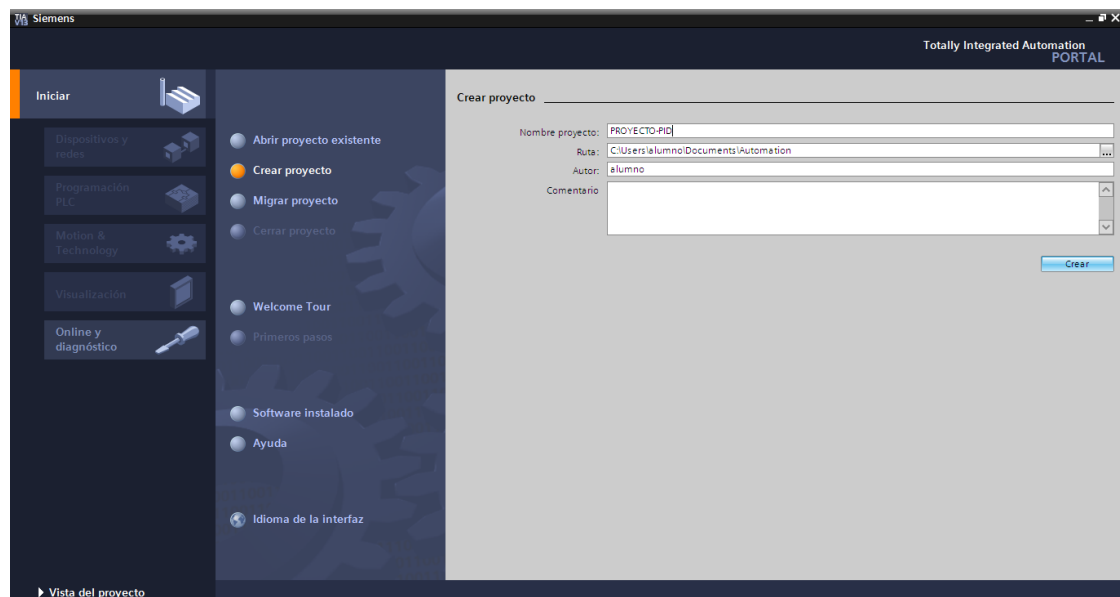 TIA
V13
Siemens
Totally Integrated Automation
PORTAL
Iniciar
Dispositivos y
redes
Programación
PLC
Motion &
Technology
Visualización
Online y
diagnóstico
Abrir proyecto existente
Crear proyecto
Migrar proyecto
Cerrar proyecto
Welcome Tour
Primeros pasos
Software instalado
Ayuda
Idioma de la interfaz
Crear proyecto
Nombre proyecto: PROYECTO-PID
Ruta: C:\Users\alumno\Documents\Automation
...
Autor: alumno
Comentario
Crear
Vista del proyecto